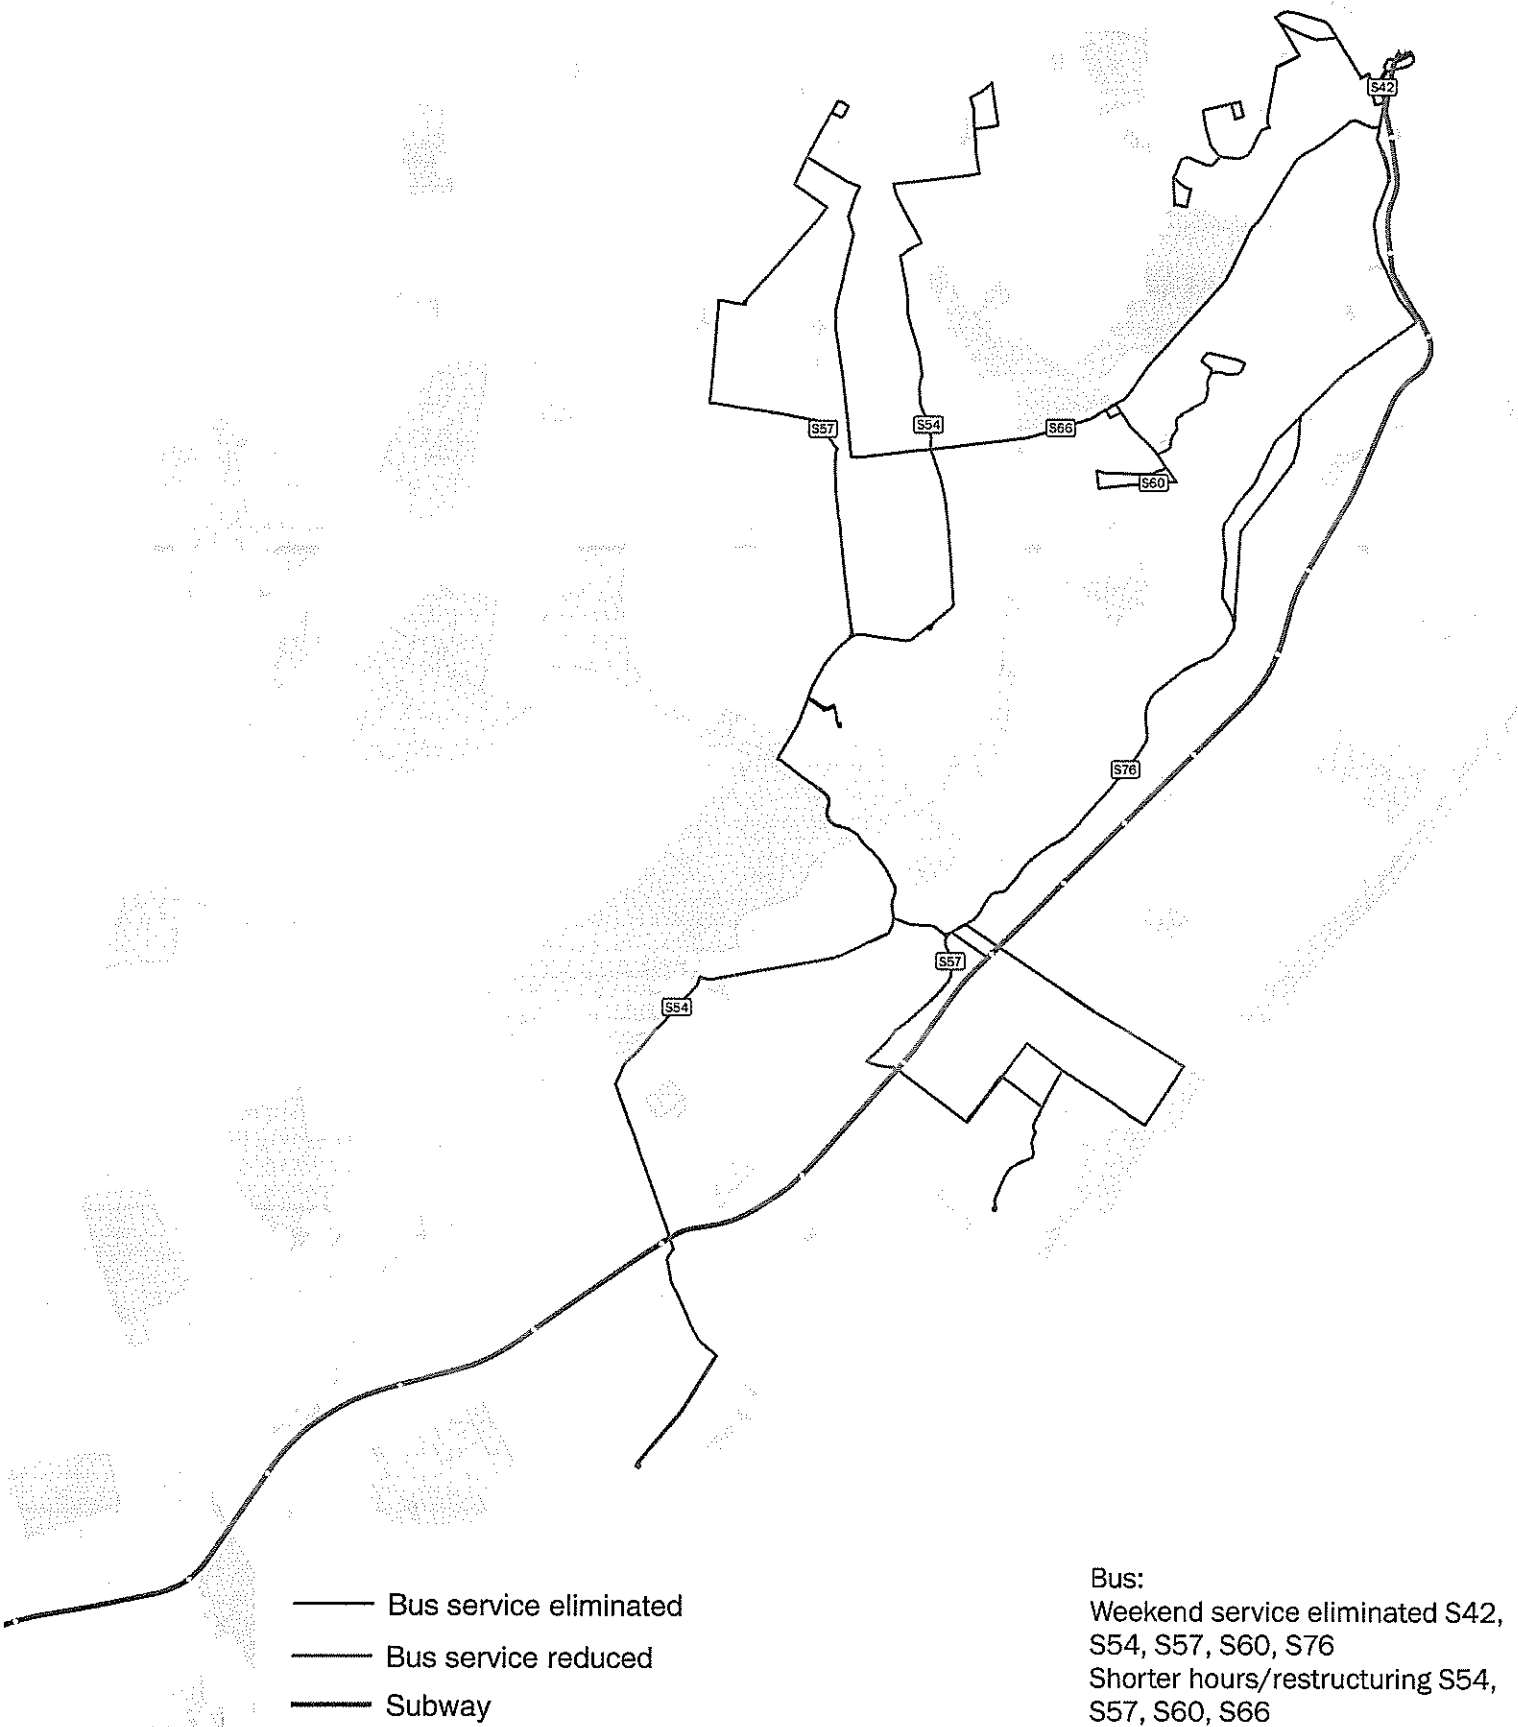 S42
S57
S54
S66
S60
S76
S57
S54
Bus service eliminated
Bus service reduced
Subway
Bus:
Weekend service eliminated S42,
S54, S57, S60, S76
Shorter hours/restructuring S54,
S57, S60, S66